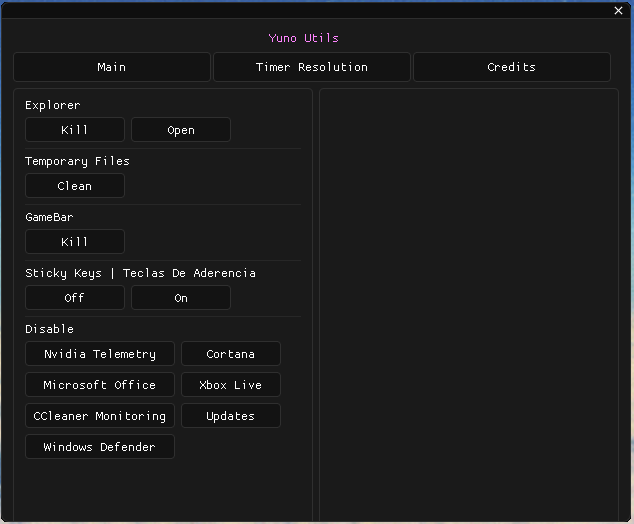 Yuno Utils
Main Timer Resolution Credits
Explorer
Kill Open
Temporary Files
Clean
GameBar
Kill
Sticky Keys | Teclas De Aderencia
Off On
Disable
Nvidia Telemetry Cortana
Microsoft Office Xbox Live
CCleaner Monitoring Updates
Windows Defender